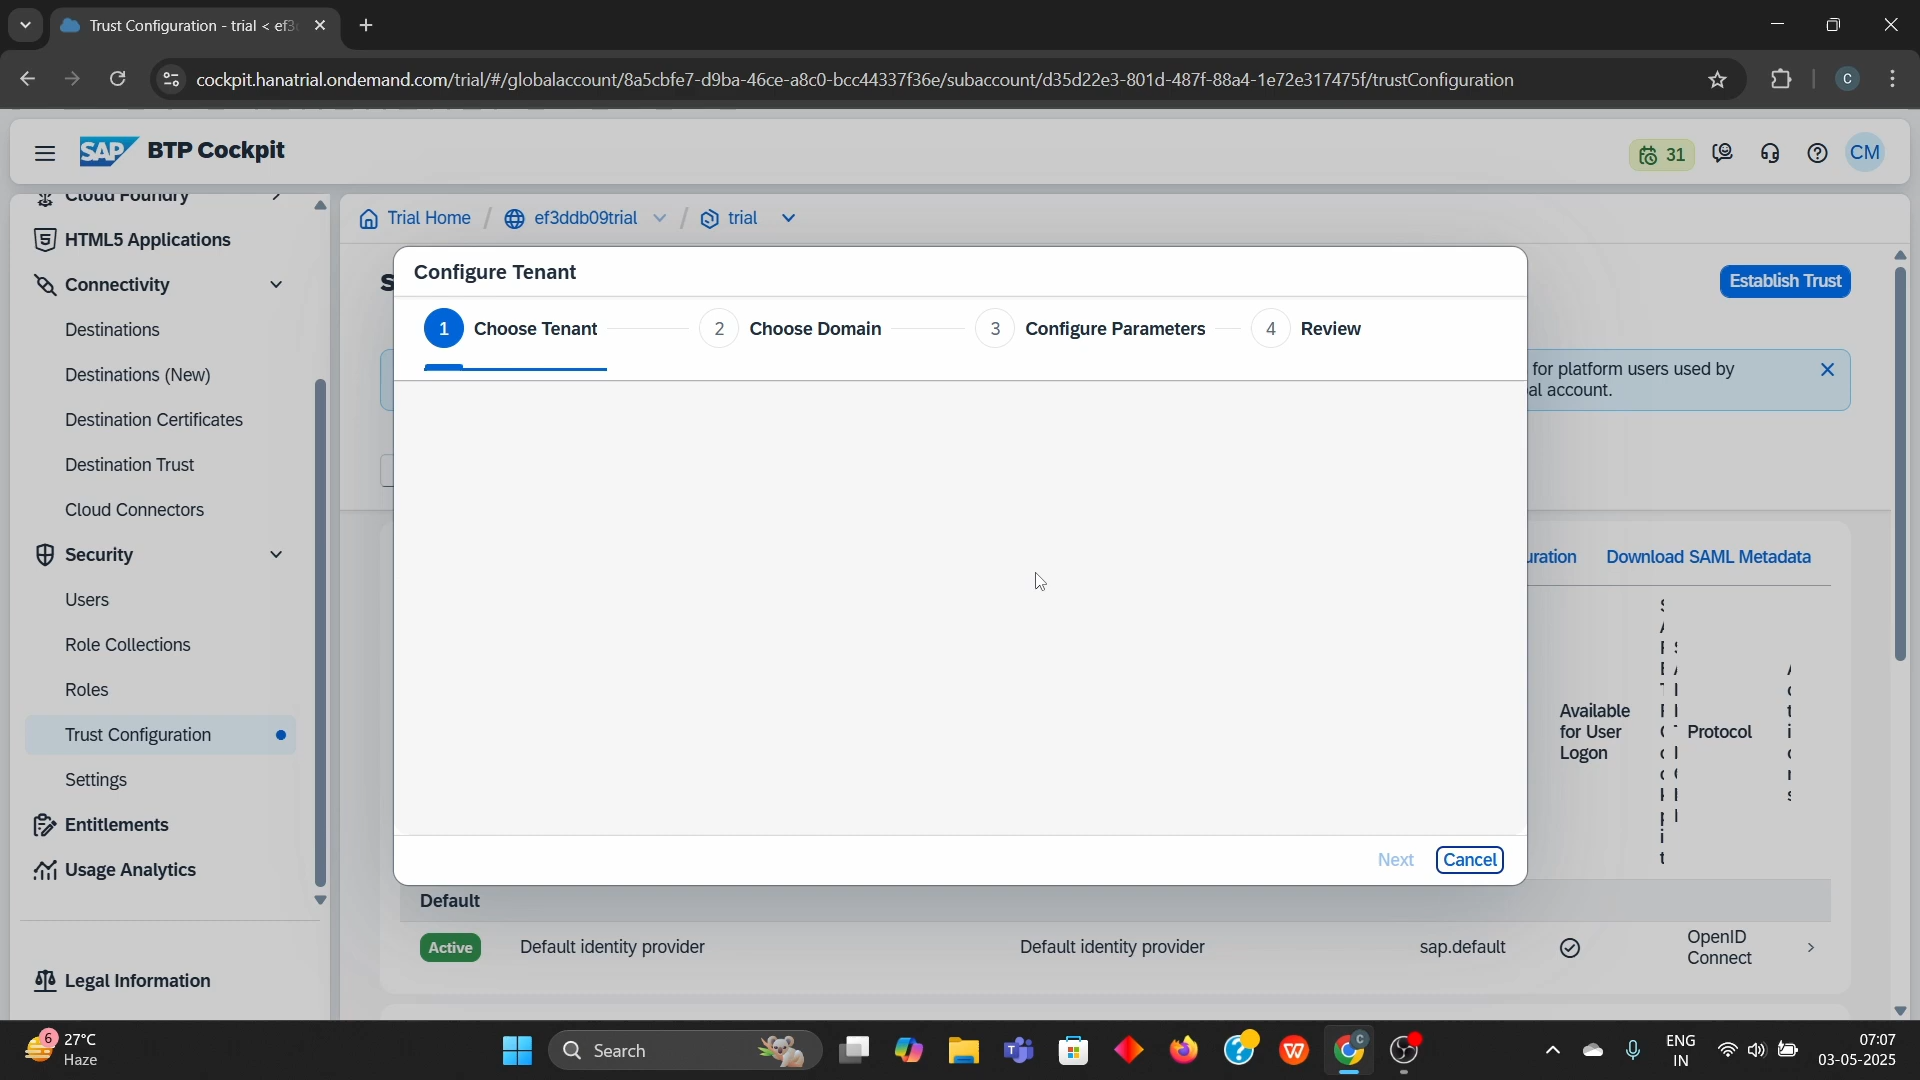 Trust Configuration - trial < ef3
cockpit.hanatrial.ondemand.com/trial/#/globalaccount/8a5cbfe7-d9ba-46ce-a8c0-bcc44337f36e/subaccount/d35d22e3-801d-487f-88a4-1e72e317475f/trustConfiguration
C
SAP BTP Cockpit
31
CM
Cloud Foundry
HTML5 Applications
Connectivity
Destinations
Destinations (New)
Destination Certificates
Destination Trust
Cloud Connectors
Security
Users
Role Collections
Roles
Trust Configuration
Settings
Entitlements
Usage Analytics
Legal Information
Trial Home / ef3ddb09trial / trial
Establish Trust
Configure Tenant
1 Choose Tenant
2 Choose Domain
3 Configure Parameters
4 Review
for platform users used by
al account.
uration
Download SAML Metadata
Available
for User
Logon
Protocol
Next
Cancel
Default
Active
Default identity provider
Default identity provider
sap.default
OpenID
Connect
6
27°C
Haze
Search
ENG
IN
07:07
03-05-2025